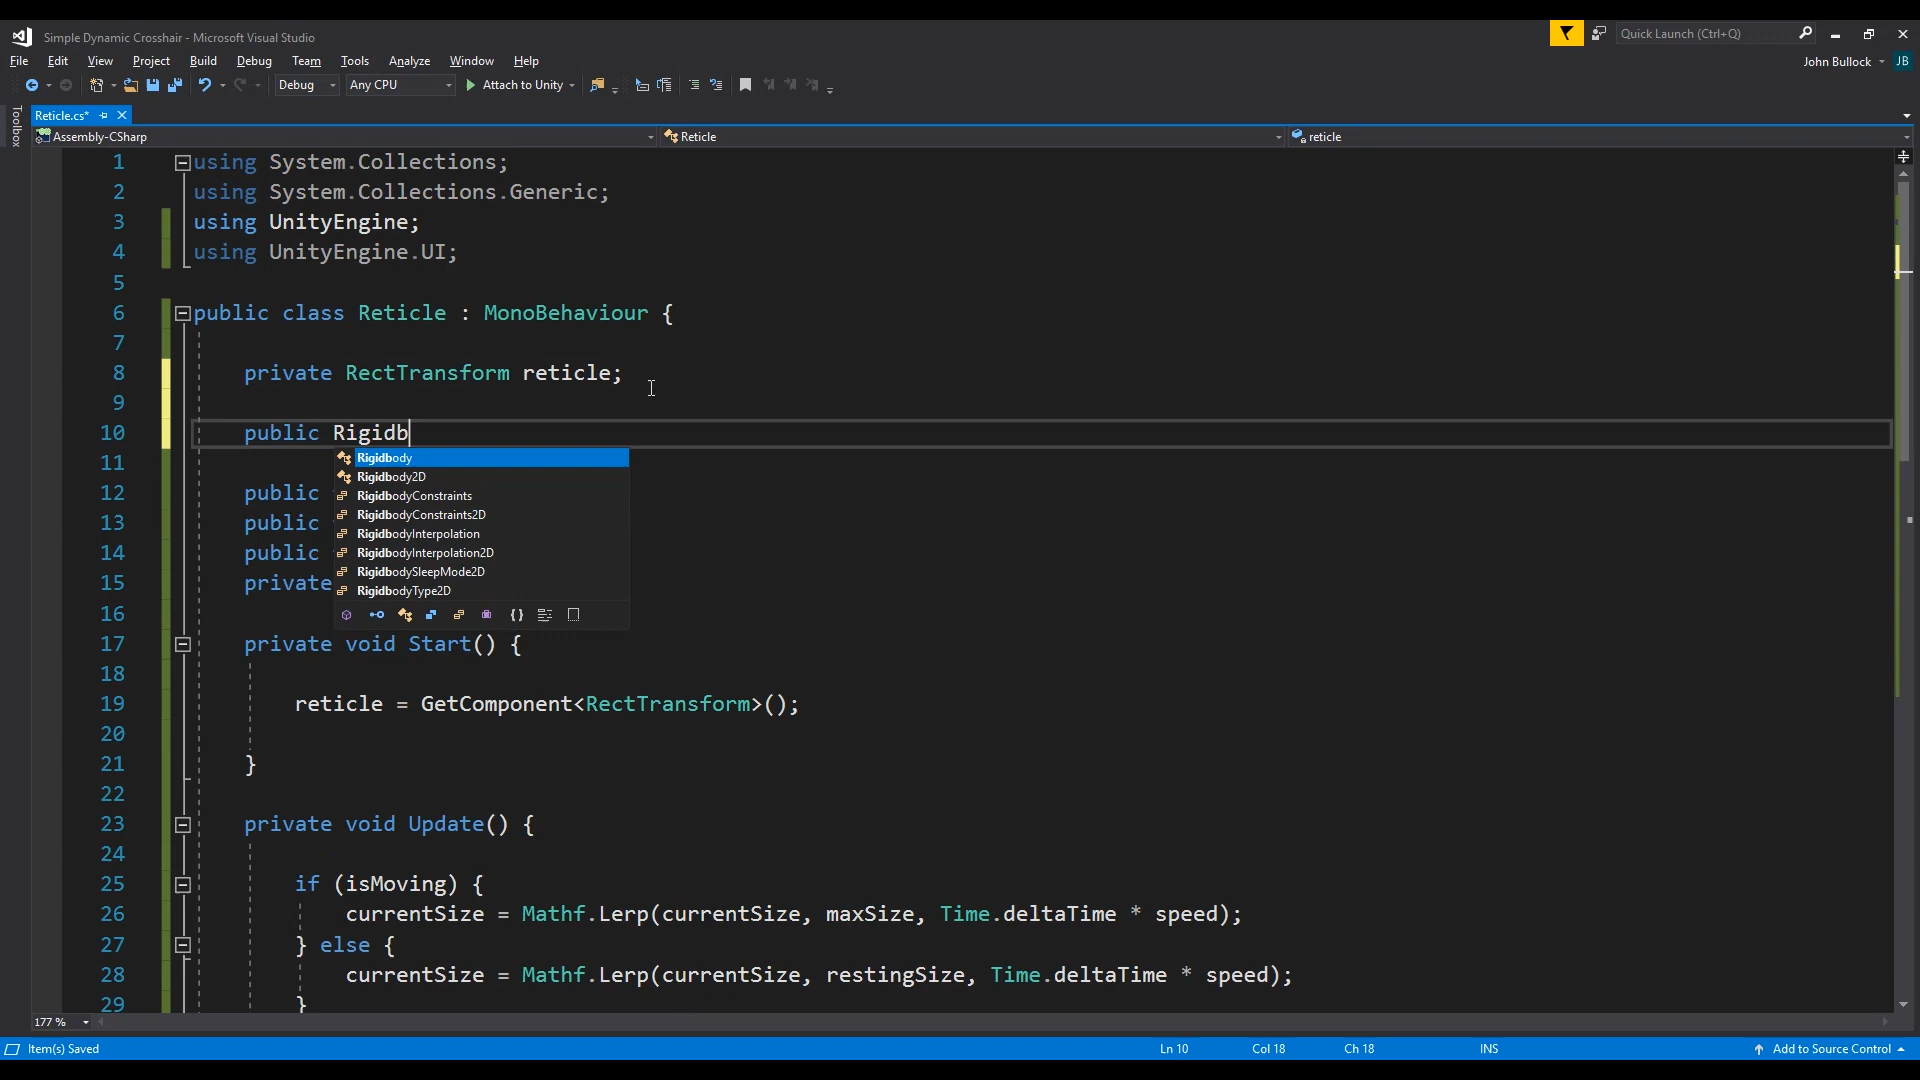 Simple Dynamic Crosshair - Microsoft Visual Studio
Quick Launch (Ctrl+Q)
File Edit View Project Build Debug Team Tools Analyze Window Help
John Bullock JB
Debug Any CPU Attach to Unity
Toolbox
Reticle.cs*
Assembly-CSharp Reticle reticle
1 using System.Collections;
2 using System.Collections.Generic;
3 using UnityEngine;
4 using UnityEngine.UI;
5
6 public class Reticle : MonoBehaviour {
7
8 private RectTransform reticle;
9
10 public Rigidb
Rigidbody
11
Rigidbody2D
12 public
RigidbodyConstraints
RigidbodyConstraints2D
13 public
RigidbodyInterpolation
14 public
RigidbodyInterpolation2D
RigidbodySleepMode2D
15 private
RigidbodyType2D
16
17 private void Start() {
18
19 reticle = GetComponent<RectTransform>();
20
21 }
22
23 private void Update() {
24
25 if (isMoving) {
26 currentSize = Mathf.Lerp(currentSize, maxSize, Time.deltaTime * speed);
27 } else {
28 currentSize = Mathf.Lerp(currentSize, restingSize, Time.deltaTime * speed);
29 }
177 %
Item(s) Saved Ln 10 Col 18 Ch 18 INS Add to Source Control